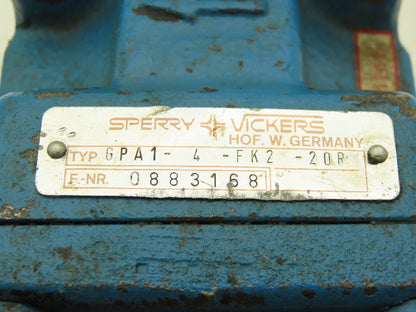 SPERRY VICKERS
HOF. W. GERMANY
TYP GPA1- 4 -FK2 -20R
F.-NR. 0883168